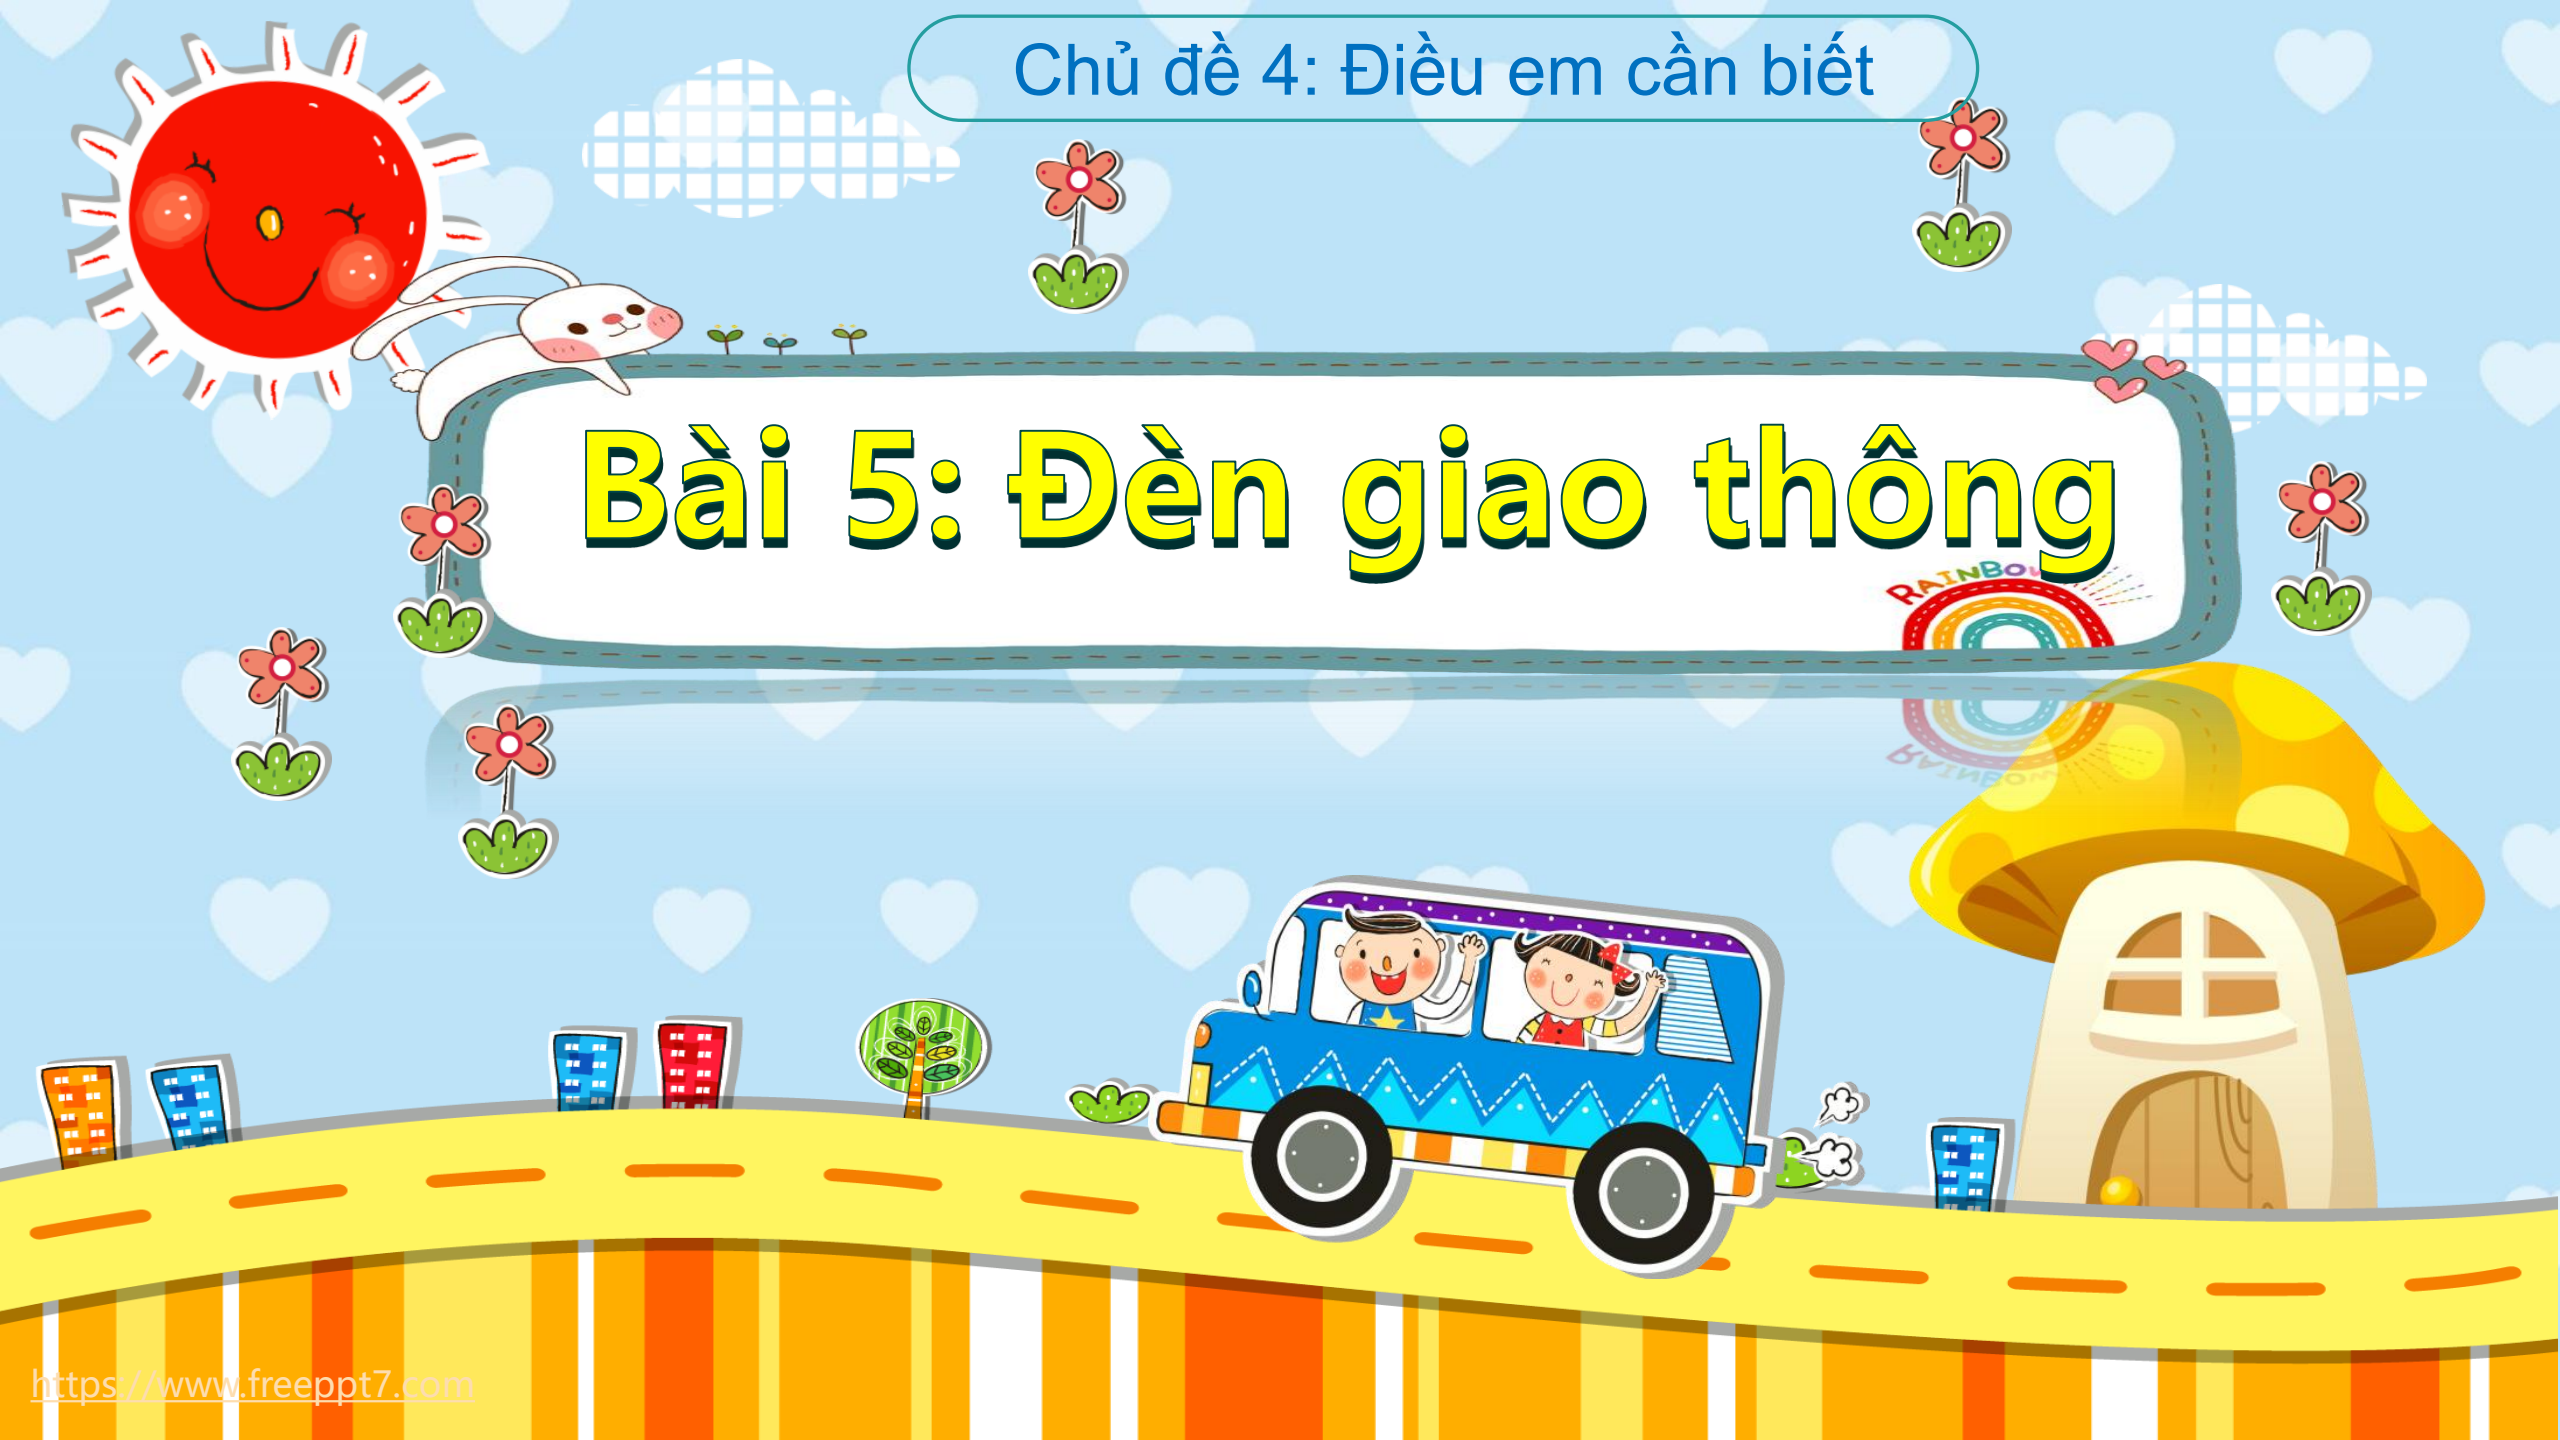 Chủ đề 4: Điều em cần biết
Bài 5: Đèn giao thông
RAINBOW
https://www.freeppt7.com